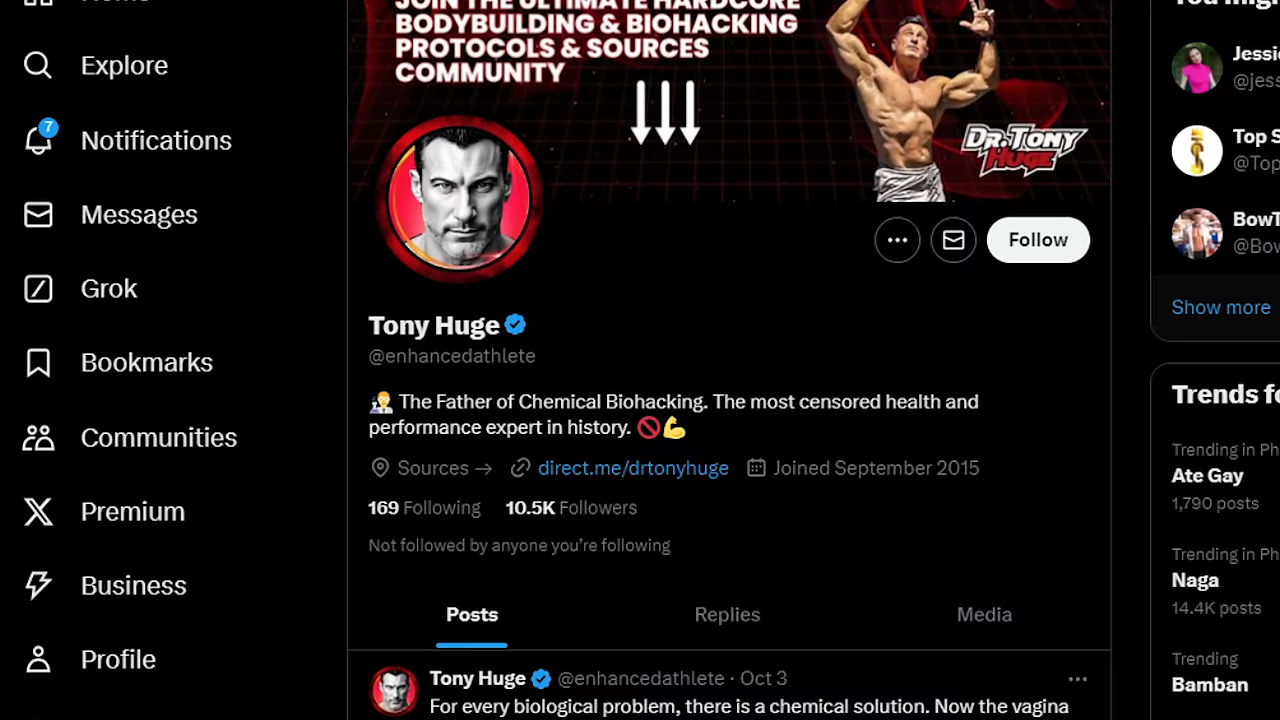 JOIN THE ULTIMATE HARDCORE
BODYBUILDING & BIOHACKING
PROTOCOLS & SOURCES
COMMUNITY
DR. TONY
HUGE
Explore
7
Notifications
Messages
Grok
Bookmarks
Communities
Premium
Business
Profile
Follow
Tony Huge
@enhancedathlete
The Father of Chemical Biohacking. The most censored health and
performance expert in history.
Sources → direct.me/drtonyhuge Joined September 2015
169 Following 10.5K Followers
Not followed by anyone you're following
Posts Replies Media
Tony Huge @enhancedathlete · Oct 3
For every biological problem, there is a chemical solution. Now the vagina
Jessi
@jess
Top S
@Top
BowT
@Bow
Show more
Trends fo
Trending in Ph
Ate Gay
1,790 posts
Trending in Ph
Naga
14.4K posts
Trending
Bamban